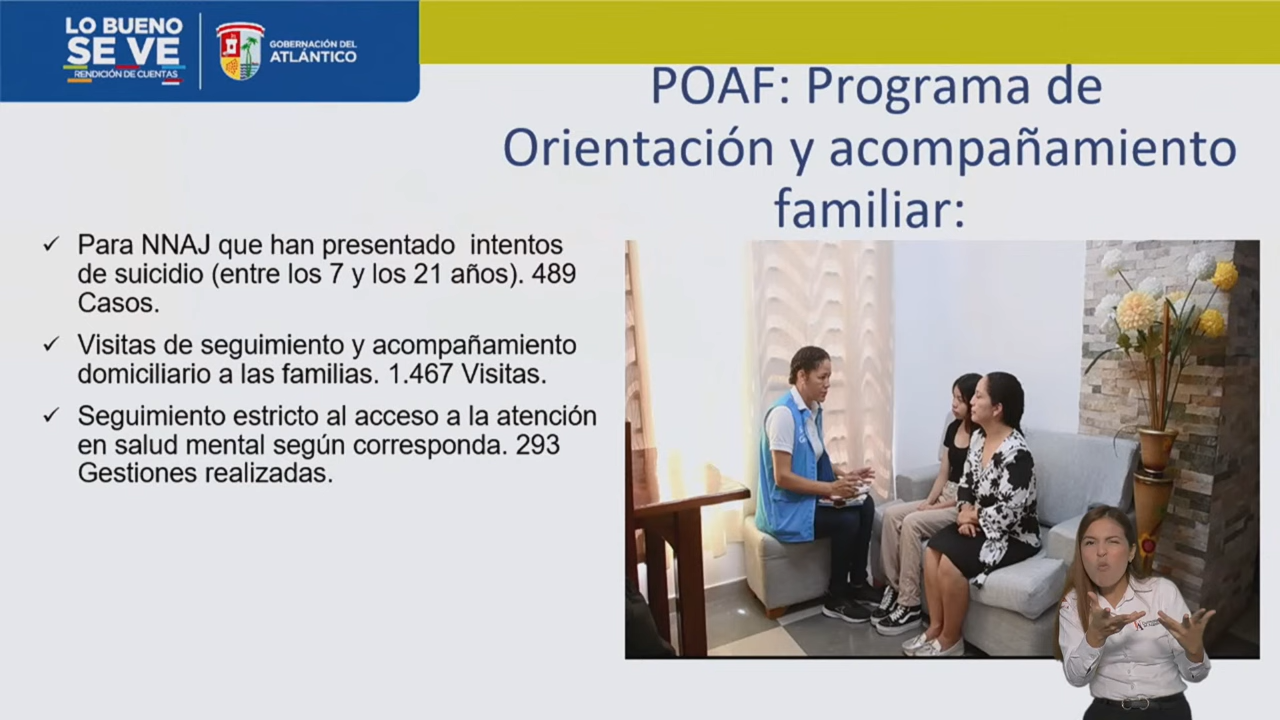 LO BUENO
SE VE
RENDICIÓN DE CUENTAS
GOBERNACIÓN DEL
ATLÁNTICO
POAF: Programa de
Orientación y acompañamiento
familiar:
✓ Para NNAJ que han presentado  intentos
de suicidio (entre los 7 y los 21 años). 489
Casos.
✓ Visitas de seguimiento y acompañamiento
domiciliario a las familias. 1.467 Visitas.
✓ Seguimiento estricto al acceso a la atención
en salud mental según corresponda. 293
Gestiones realizadas.